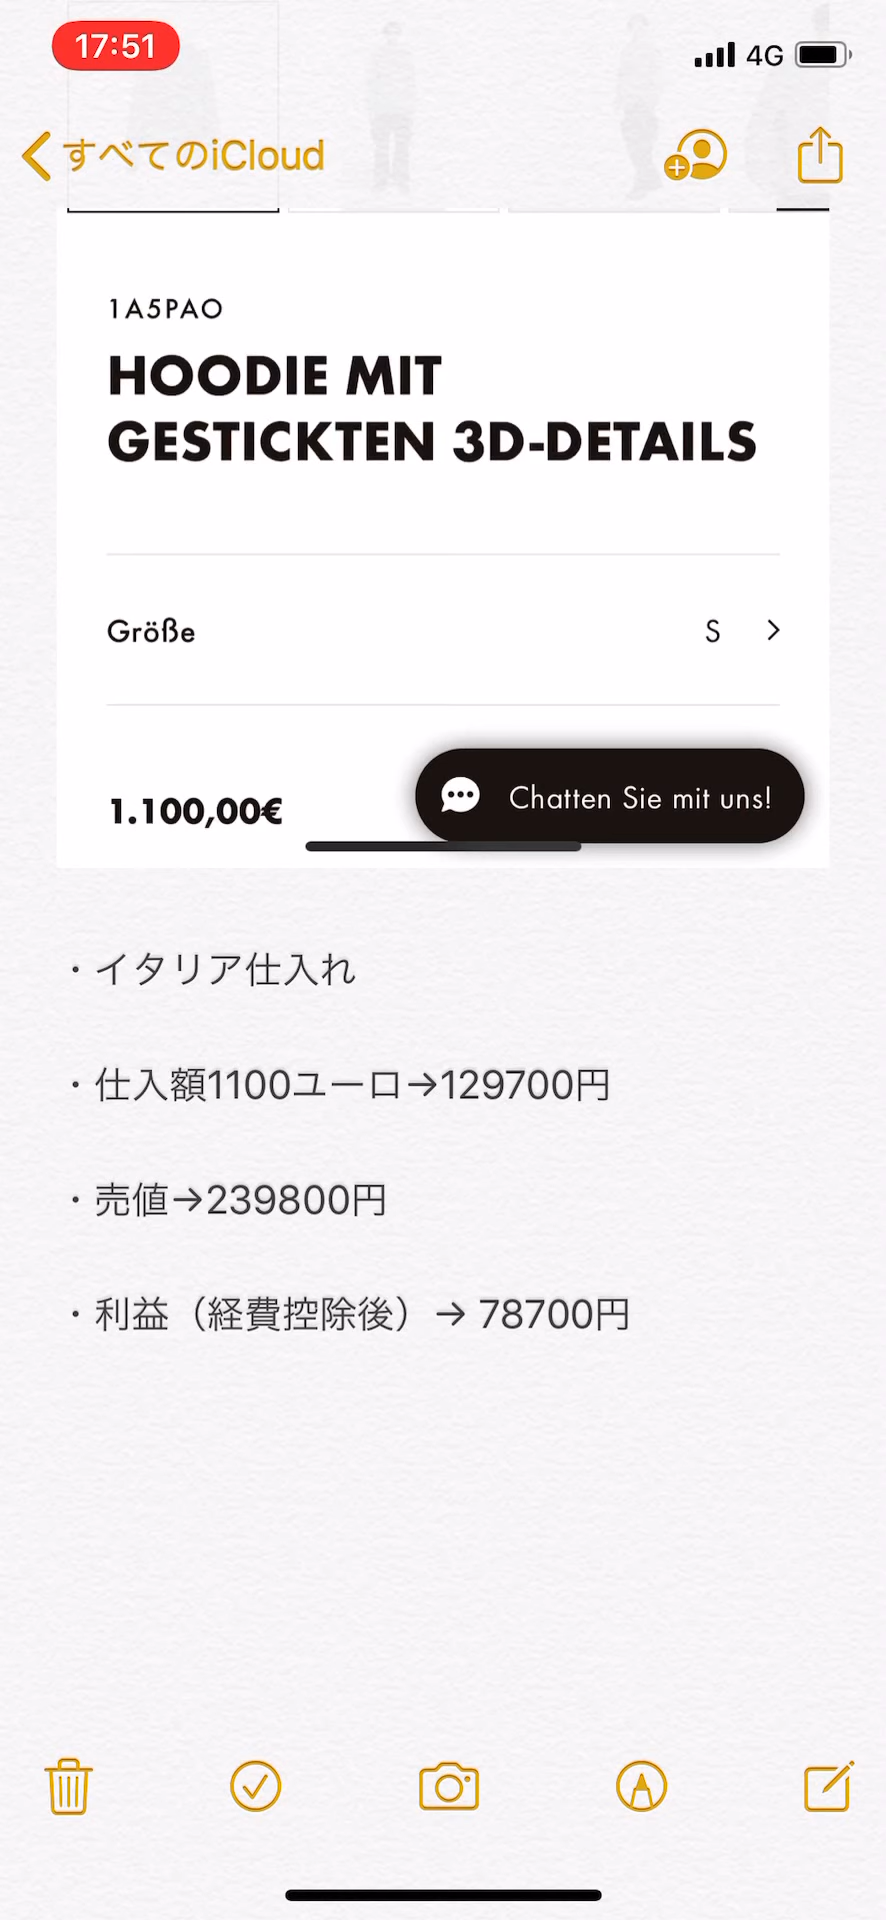 17:51
4G
すべてのiCloud
1A5PAO
HOODIE MIT
GESTICKTEN 3D-DETAILS
Größe S
1.100,00€
Chatten Sie mit uns!
・イタリア仕入れ
・仕入額1100ユーロ→129700円
・売値→239800円
・利益（経費控除後）→ 78700円